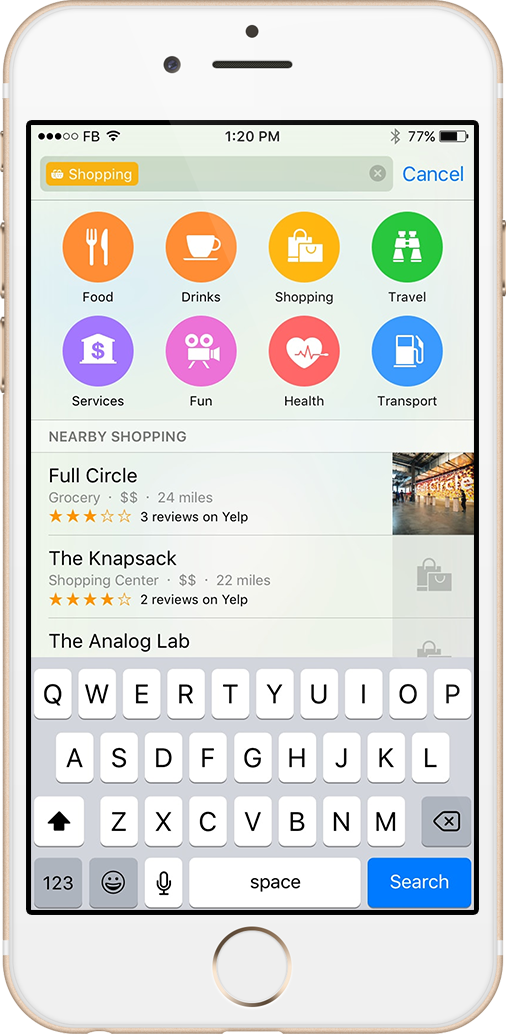 FB 1:20 PM 77%
Shopping Cancel
Food Drinks Shopping Travel
$
Services Fun Health Transport
NEARBY SHOPPING
Full Circle
Grocery · $$ · 24 miles
3 reviews on Yelp
The Knapsack
Shopping Center · $$ · 22 miles
2 reviews on Yelp
The Analog Lab
Q W E R T Y U I O P
A S D F G H J K L
Z X C V B N M
123 space Search